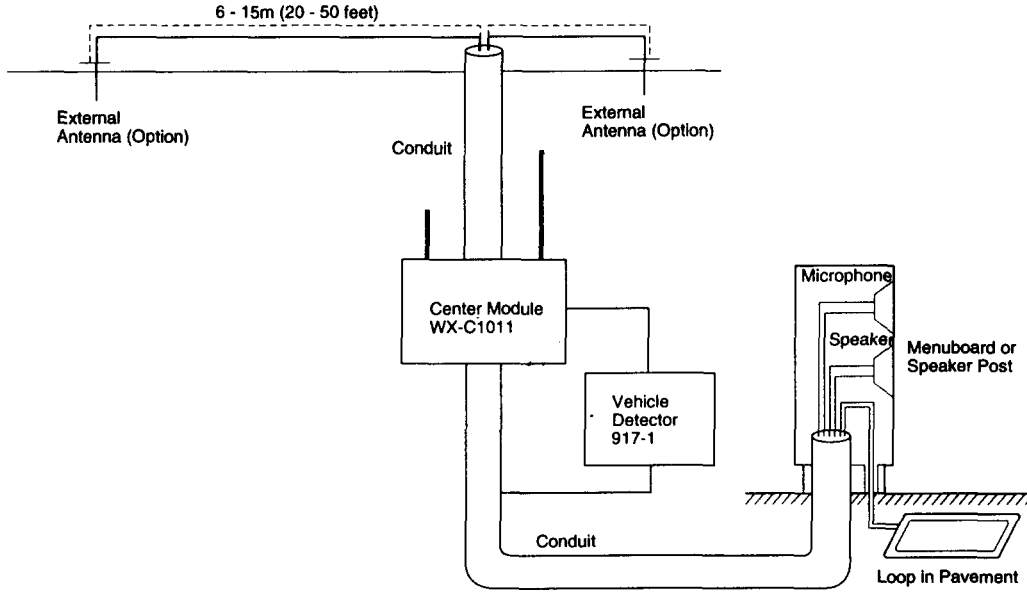 6 - 15m (20 - 50 feet)
External
Antenna (Option)
External
Antenna (Option)
Conduit
Center Module
WX-C1011
Microphone
Speaker
Menuboard or
Speaker Post
Vehicle
Detector
917-1
Conduit
Loop in Pavement